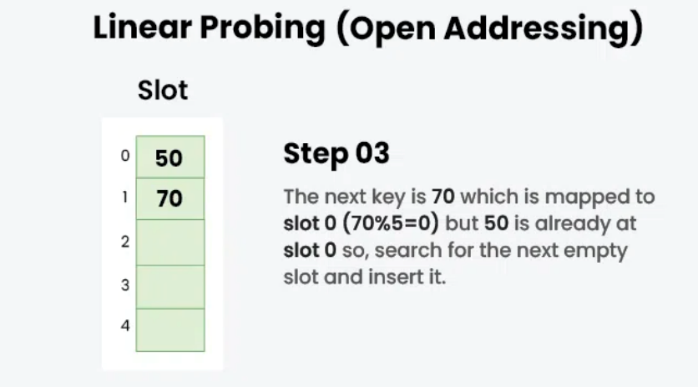 Linear Probing (Open Addressing)
Slot
0 50
1 70
2
3
4
Step 03
The next key is 70 which is mapped to
slot 0 (70%5=0) but 50 is already at
slot 0 so, search for the next empty
slot and insert it.